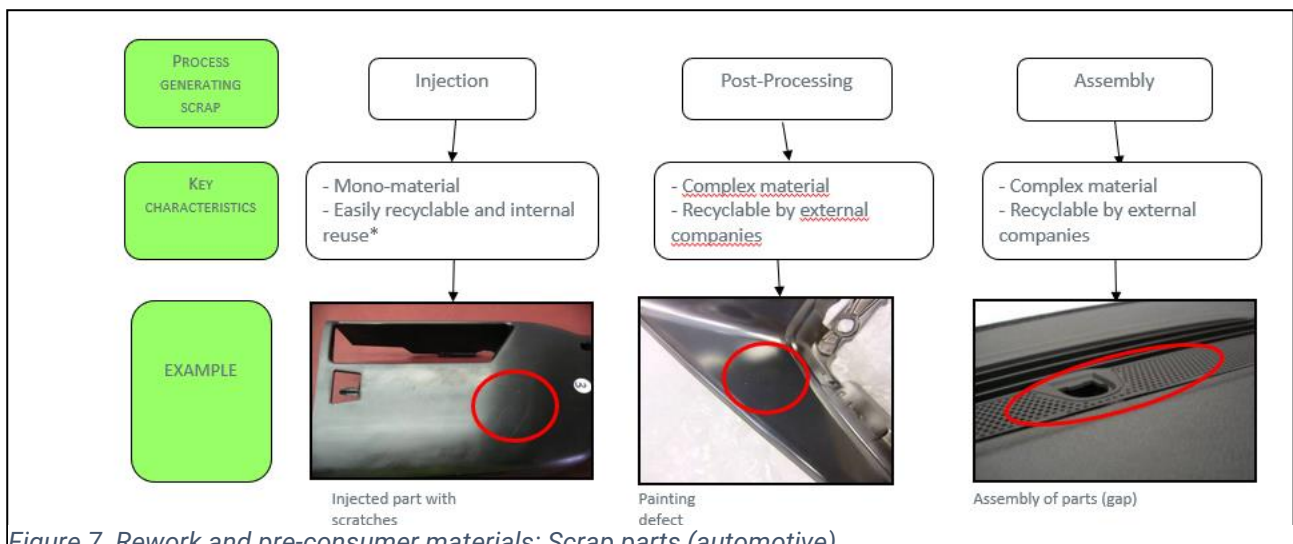 PROCESS
GENERATING
SCRAP
Injection
Post-Processing
Assembly
KEY
CHARACTERISTICS
- Mono-material
- Easily recyclable and internal
reuse*
- Complex material
- Recyclable by external
companies
- Complex material
- Recyclable by external
companies
EXAMPLE
3
Injected part with
scratches
Painting
defect
Assembly of parts (gap)
Figure 7. Rework and pre-consumer materials: Scrap parts (automotive)